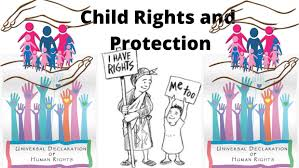 Child Rights and
Protection
I HAVE
RIGHTS
Me
too
UNIVERSAL DECLARATION
OF
HUMAN RIGHTS
UNIVERSAL DECLARATION
OF
HUMAN RIGHTS